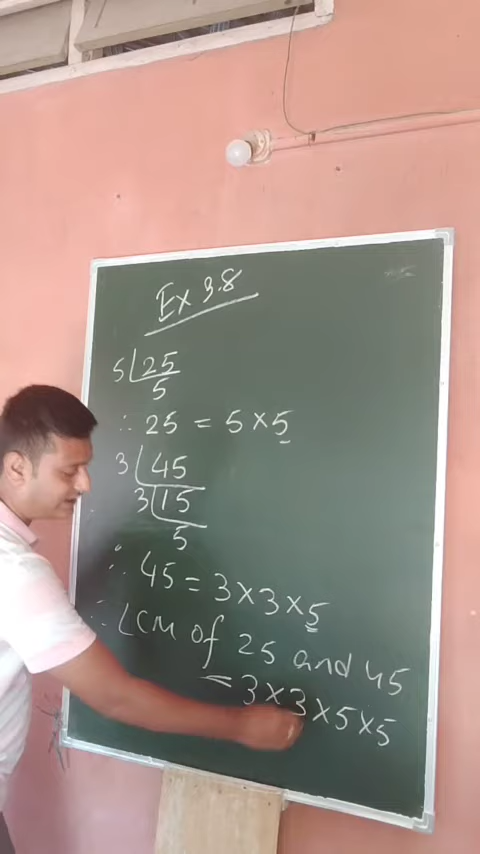 Ex 3.8
5 25
5
∴ 25 = 5 × 5
3 45
3 15
5
∴ 45 = 3 × 3 × 5
∴ LCM of 25 and 45
= 3 × 3 × 5 × 5